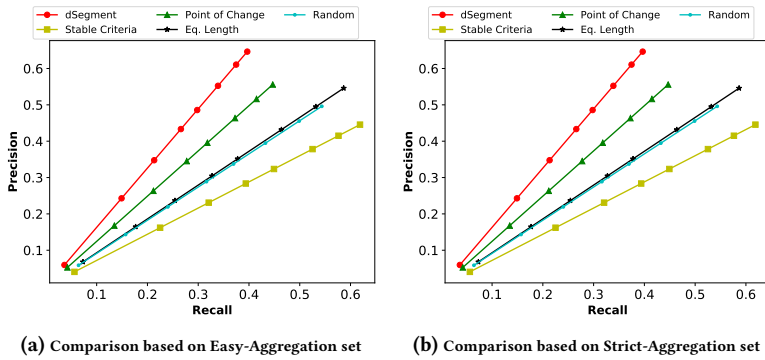 dSegment Point of Change Random
Stable Criteria Eq. Length
0.6
0.5
0.4
0.3
0.2
0.1
Precision
0.1 0.2 0.3 0.4 0.5 0.6
Recall
(a) Comparison based on Easy-Aggregation set
dSegment Point of Change Random
Stable Criteria Eq. Length
0.6
0.5
0.4
0.3
0.2
0.1
Precision
0.1 0.2 0.3 0.4 0.5 0.6
Recall
(b) Comparison based on Strict-Aggregation set